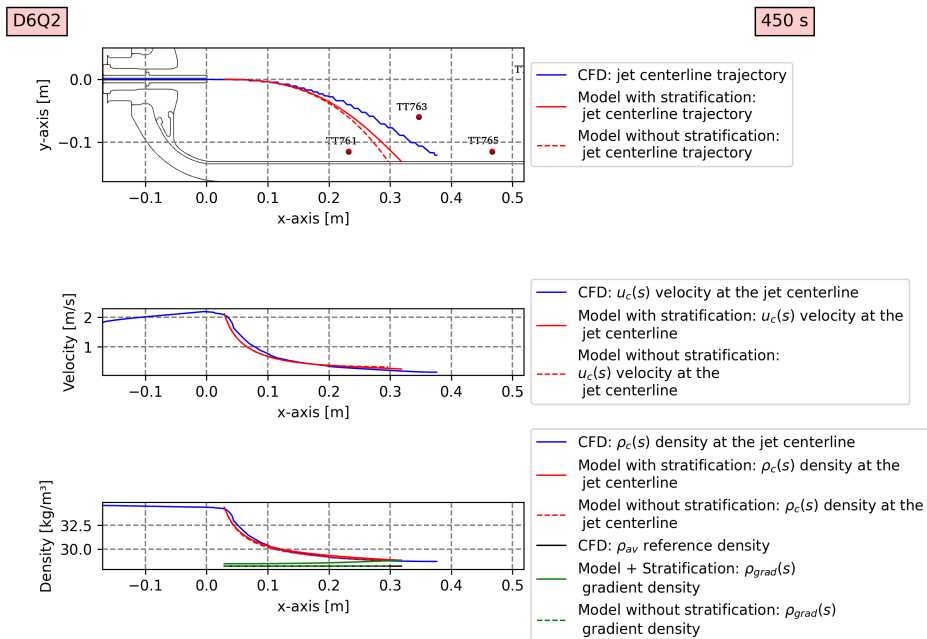 D6Q2
450 s
0.0
−0.1
y-axis [m]
TT763
TT761
TT765
−0.1
0.0
0.1
0.2
0.3
0.4
0.5
x-axis [m]
CFD: jet centerline trajectory
Model with stratification:
jet centerline trajectory
Model without stratification:
jet centerline trajectory
2
1
Velocity [m/s]
−0.1
0.0
0.1
0.2
0.3
0.4
0.5
x-axis [m]
CFD: u_c(s) velocity at the jet centerline
Model with stratification: u_c(s) velocity at the
jet centerline
Model without stratification:
u_c(s) velocity at the
jet centerline
32.5
30.0
Density [kg/m³]
−0.1
0.0
0.1
0.2
0.3
0.4
0.5
x-axis [m]
CFD: ρ_c(s) density at the jet centerline
Model with stratification: ρ_c(s) density at the
jet centerline
Model without stratification: ρ_c(s) density at the
jet centerline
CFD: ρ_av reference density
Model + Stratification: ρ_grad(s)
gradient density
Model without stratification: ρ_grad(s)
gradient density